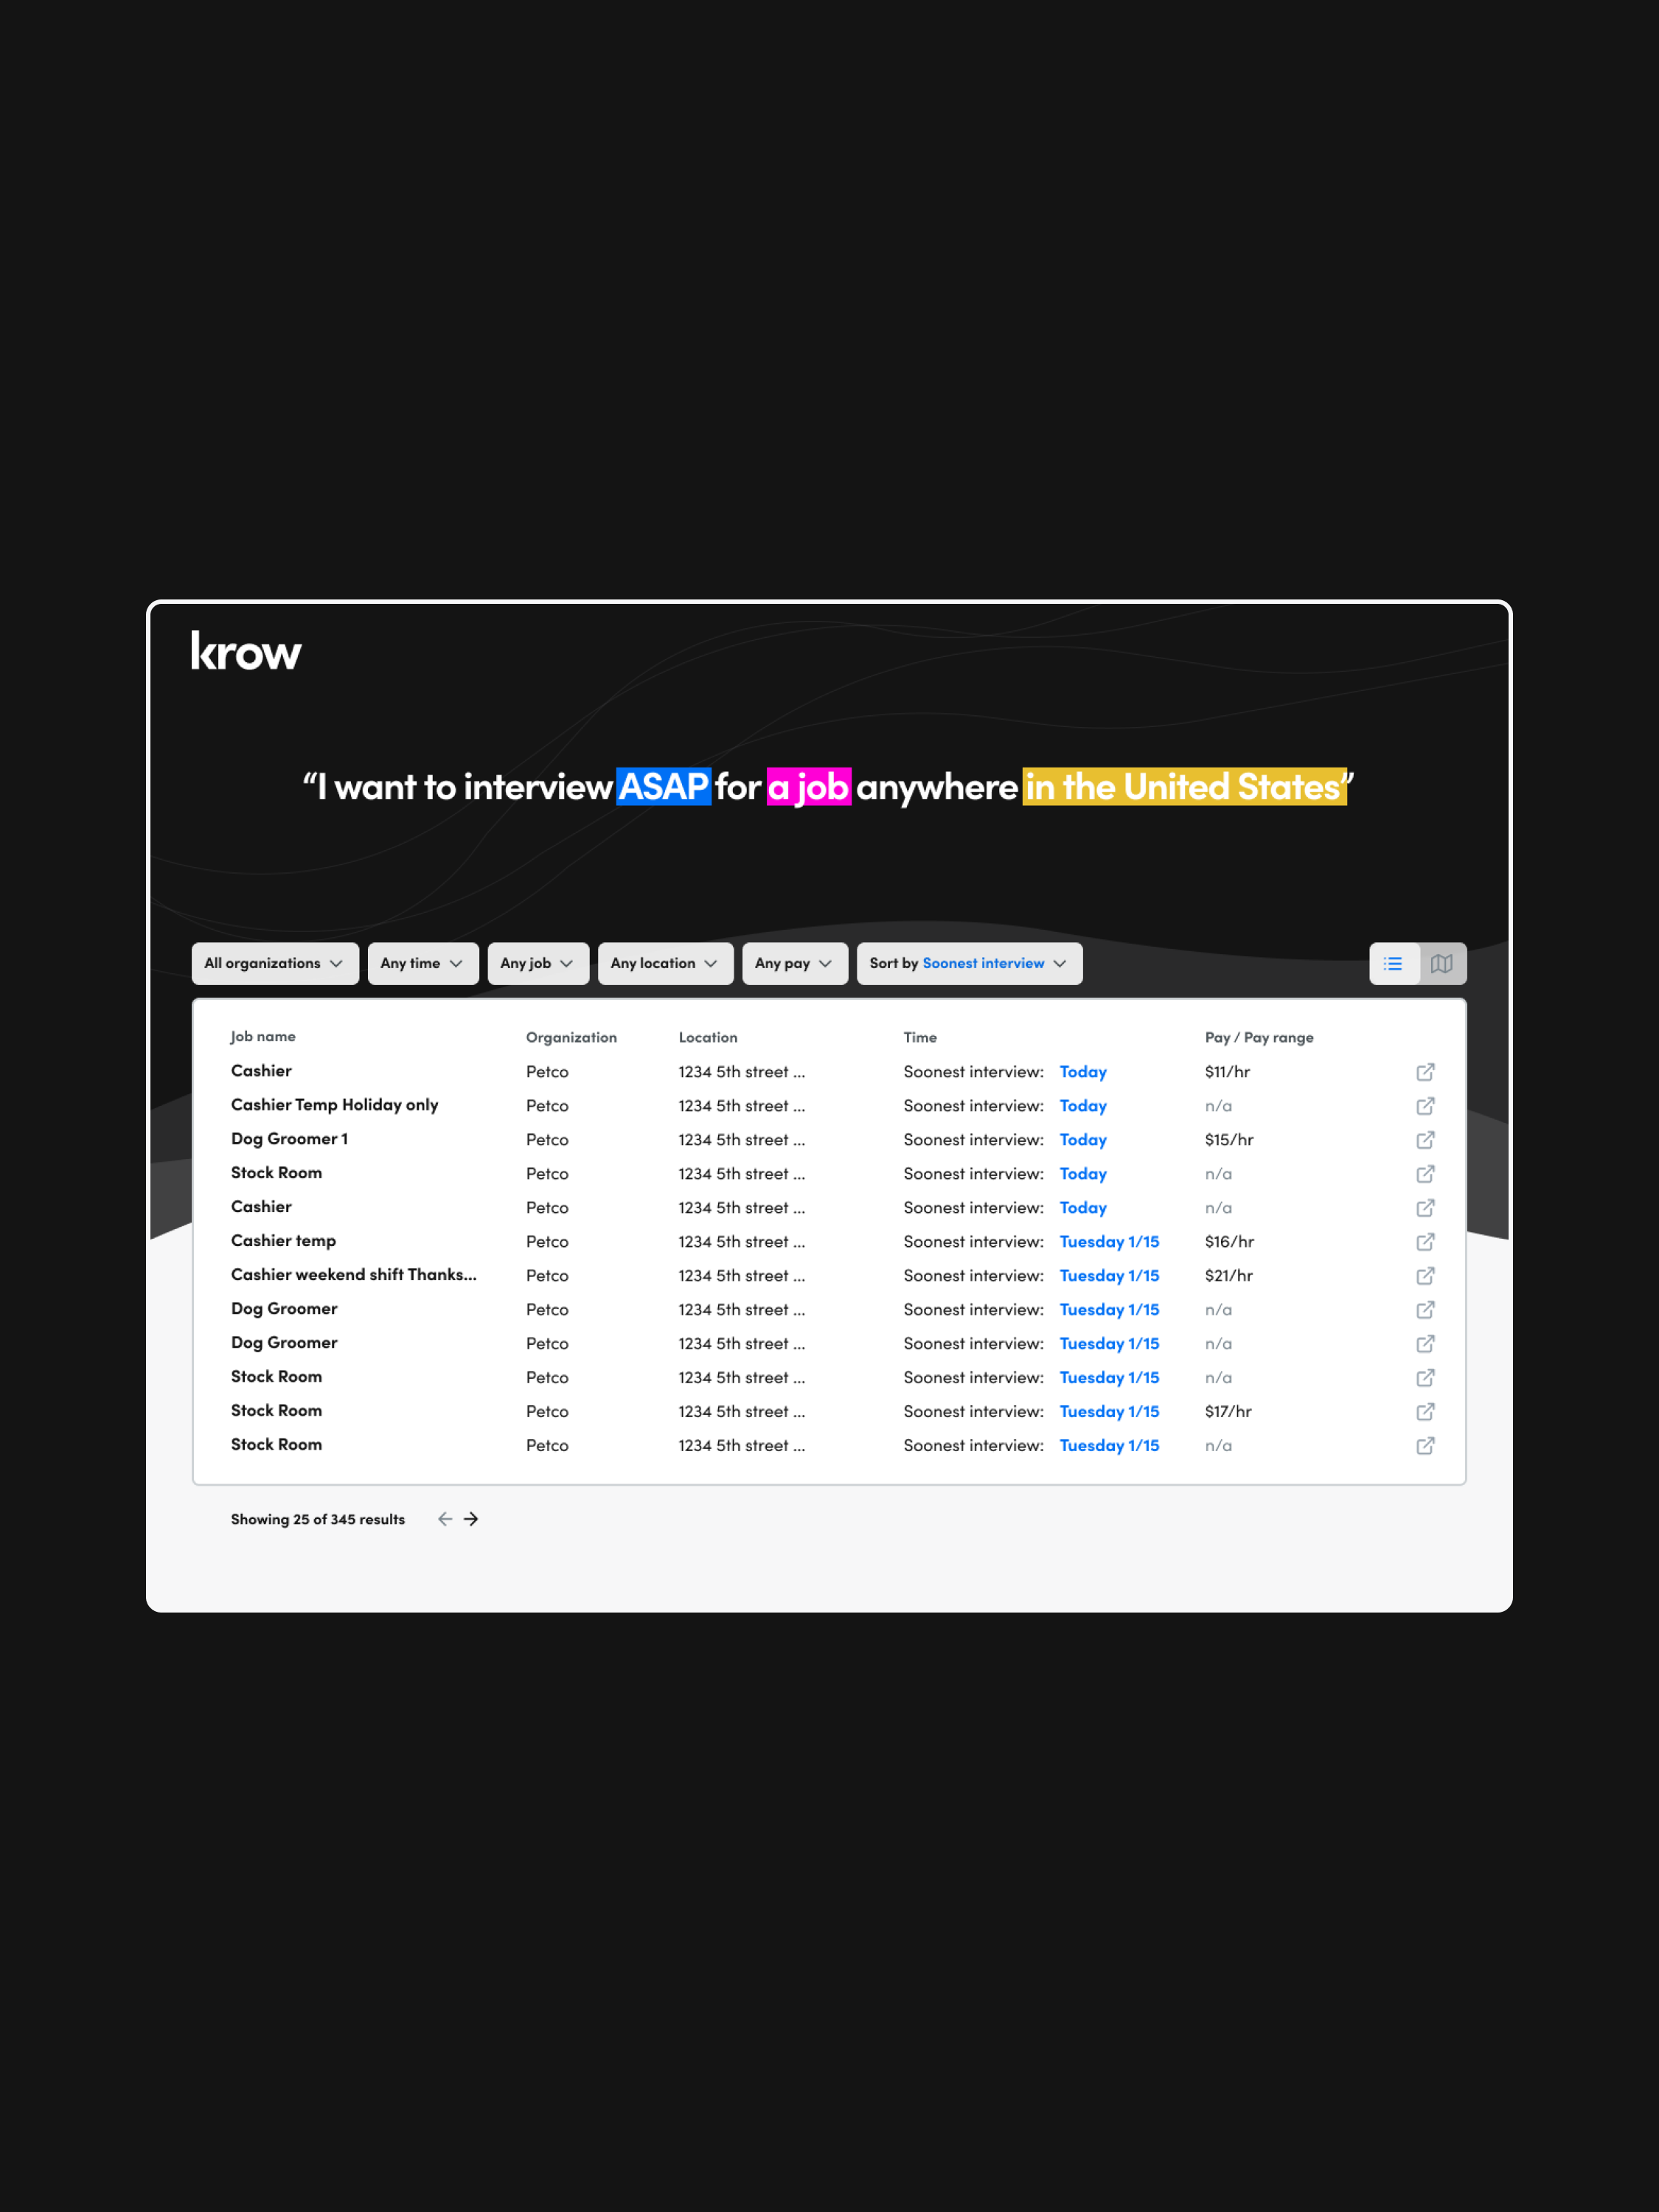 krow
“I want to interview ASAP for a job anywhere in the United States”
All organizations Any time Any job Any location Any pay Sort by Soonest interview
Job name Organization Location Time Pay / Pay range
Cashier Petco 1234 5th street ... Soonest interview: Today $11/hr
Cashier Temp Holiday only Petco 1234 5th street ... Soonest interview: Today n/a
Dog Groomer 1 Petco 1234 5th street ... Soonest interview: Today $15/hr
Stock Room Petco 1234 5th street ... Soonest interview: Today n/a
Cashier Petco 1234 5th street ... Soonest interview: Today n/a
Cashier temp Petco 1234 5th street ... Soonest interview: Tuesday 1/15 $16/hr
Cashier weekend shift Thanks... Petco 1234 5th street ... Soonest interview: Tuesday 1/15 $21/hr
Dog Groomer Petco 1234 5th street ... Soonest interview: Tuesday 1/15 n/a
Dog Groomer Petco 1234 5th street ... Soonest interview: Tuesday 1/15 n/a
Stock Room Petco 1234 5th street ... Soonest interview: Tuesday 1/15 n/a
Stock Room Petco 1234 5th street ... Soonest interview: Tuesday 1/15 $17/hr
Stock Room Petco 1234 5th street ... Soonest interview: Tuesday 1/15 n/a
Showing 25 of 345 results